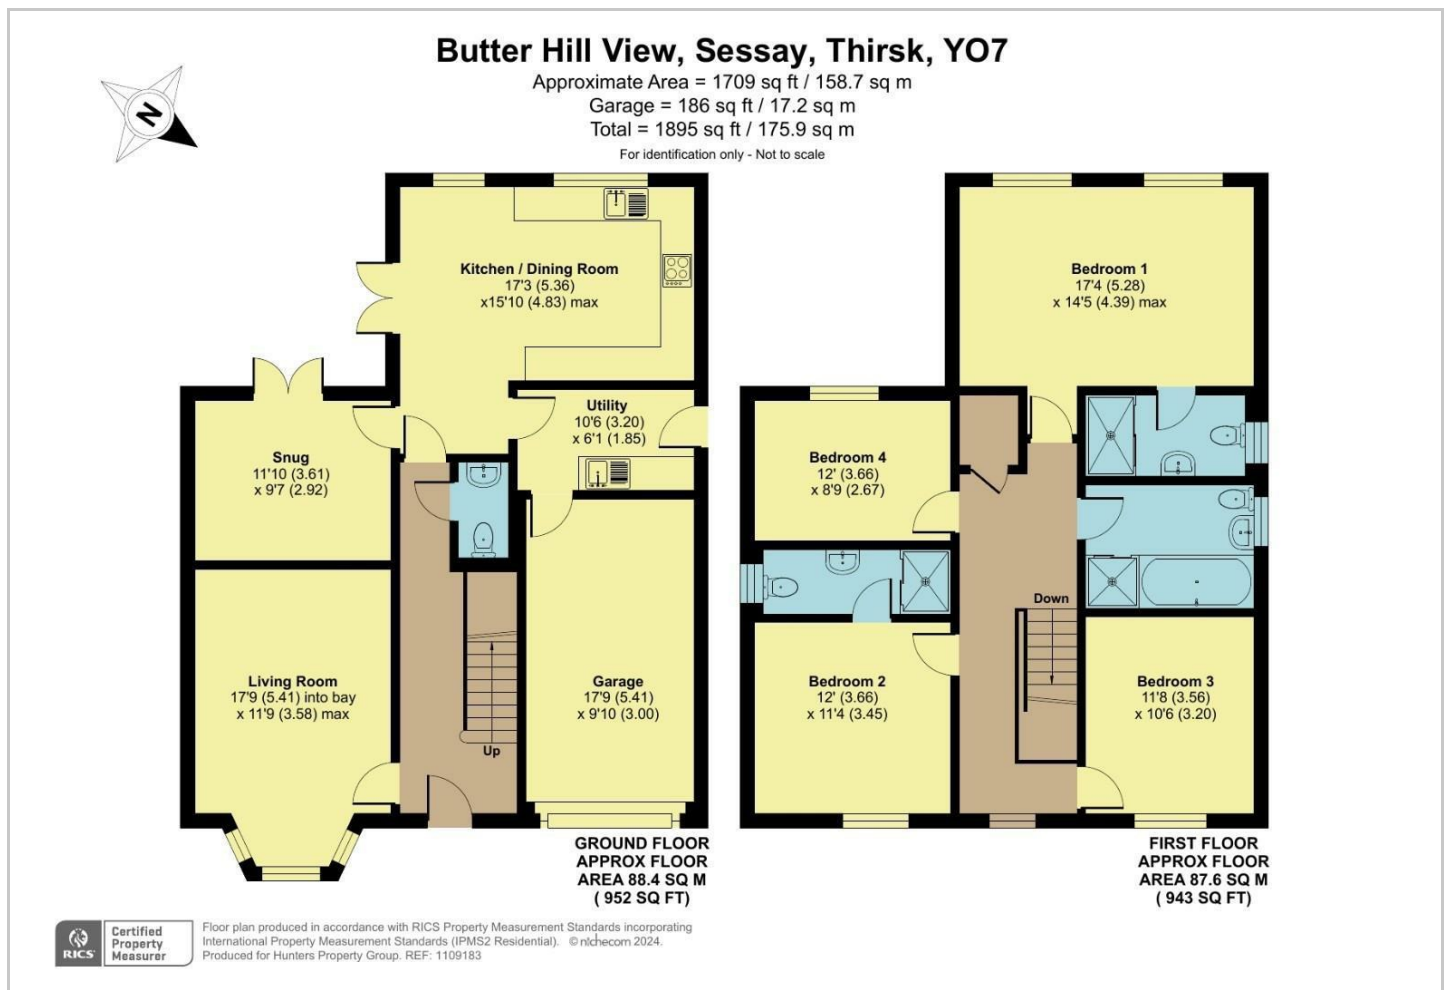 Butter Hill View, Sessay, Thirsk, YO7
Approximate Area = 1709 sq ft / 158.7 sq m
Garage = 186 sq ft / 17.2 sq m
Total = 1895 sq ft / 175.9 sq m
For identification only - Not to scale
N
Kitchen / Dining Room
17'3 (5.36)
x15'10 (4.83) max
Utility
10'6 (3.20)
x 6'1 (1.85)
Snug
11'10 (3.61)
x 9'7 (2.92)
Living Room
17'9 (5.41) into bay
x 11'9 (3.58) max
Up
Garage
17'9 (5.41)
x 9'10 (3.00)
GROUND FLOOR
APPROX FLOOR
AREA 88.4 SQ M
( 952 SQ FT)
Bedroom 1
17'4 (5.28)
x 14'5 (4.39) max
Bedroom 4
12' (3.66)
x 8'9 (2.67)
Down
Bedroom 2
12' (3.66)
x 11'4 (3.45)
Bedroom 3
11'8 (3.56)
x 10'6 (3.20)
FIRST FLOOR
APPROX FLOOR
AREA 87.6 SQ M
( 943 SQ FT)
RICS
Certified
Property
Measurer
Floor plan produced in accordance with RICS Property Measurement Standards incorporating
International Property Measurement Standards (IPMS2 Residential). © nichecom 2024.
Produced for Hunters Property Group. REF: 1109183